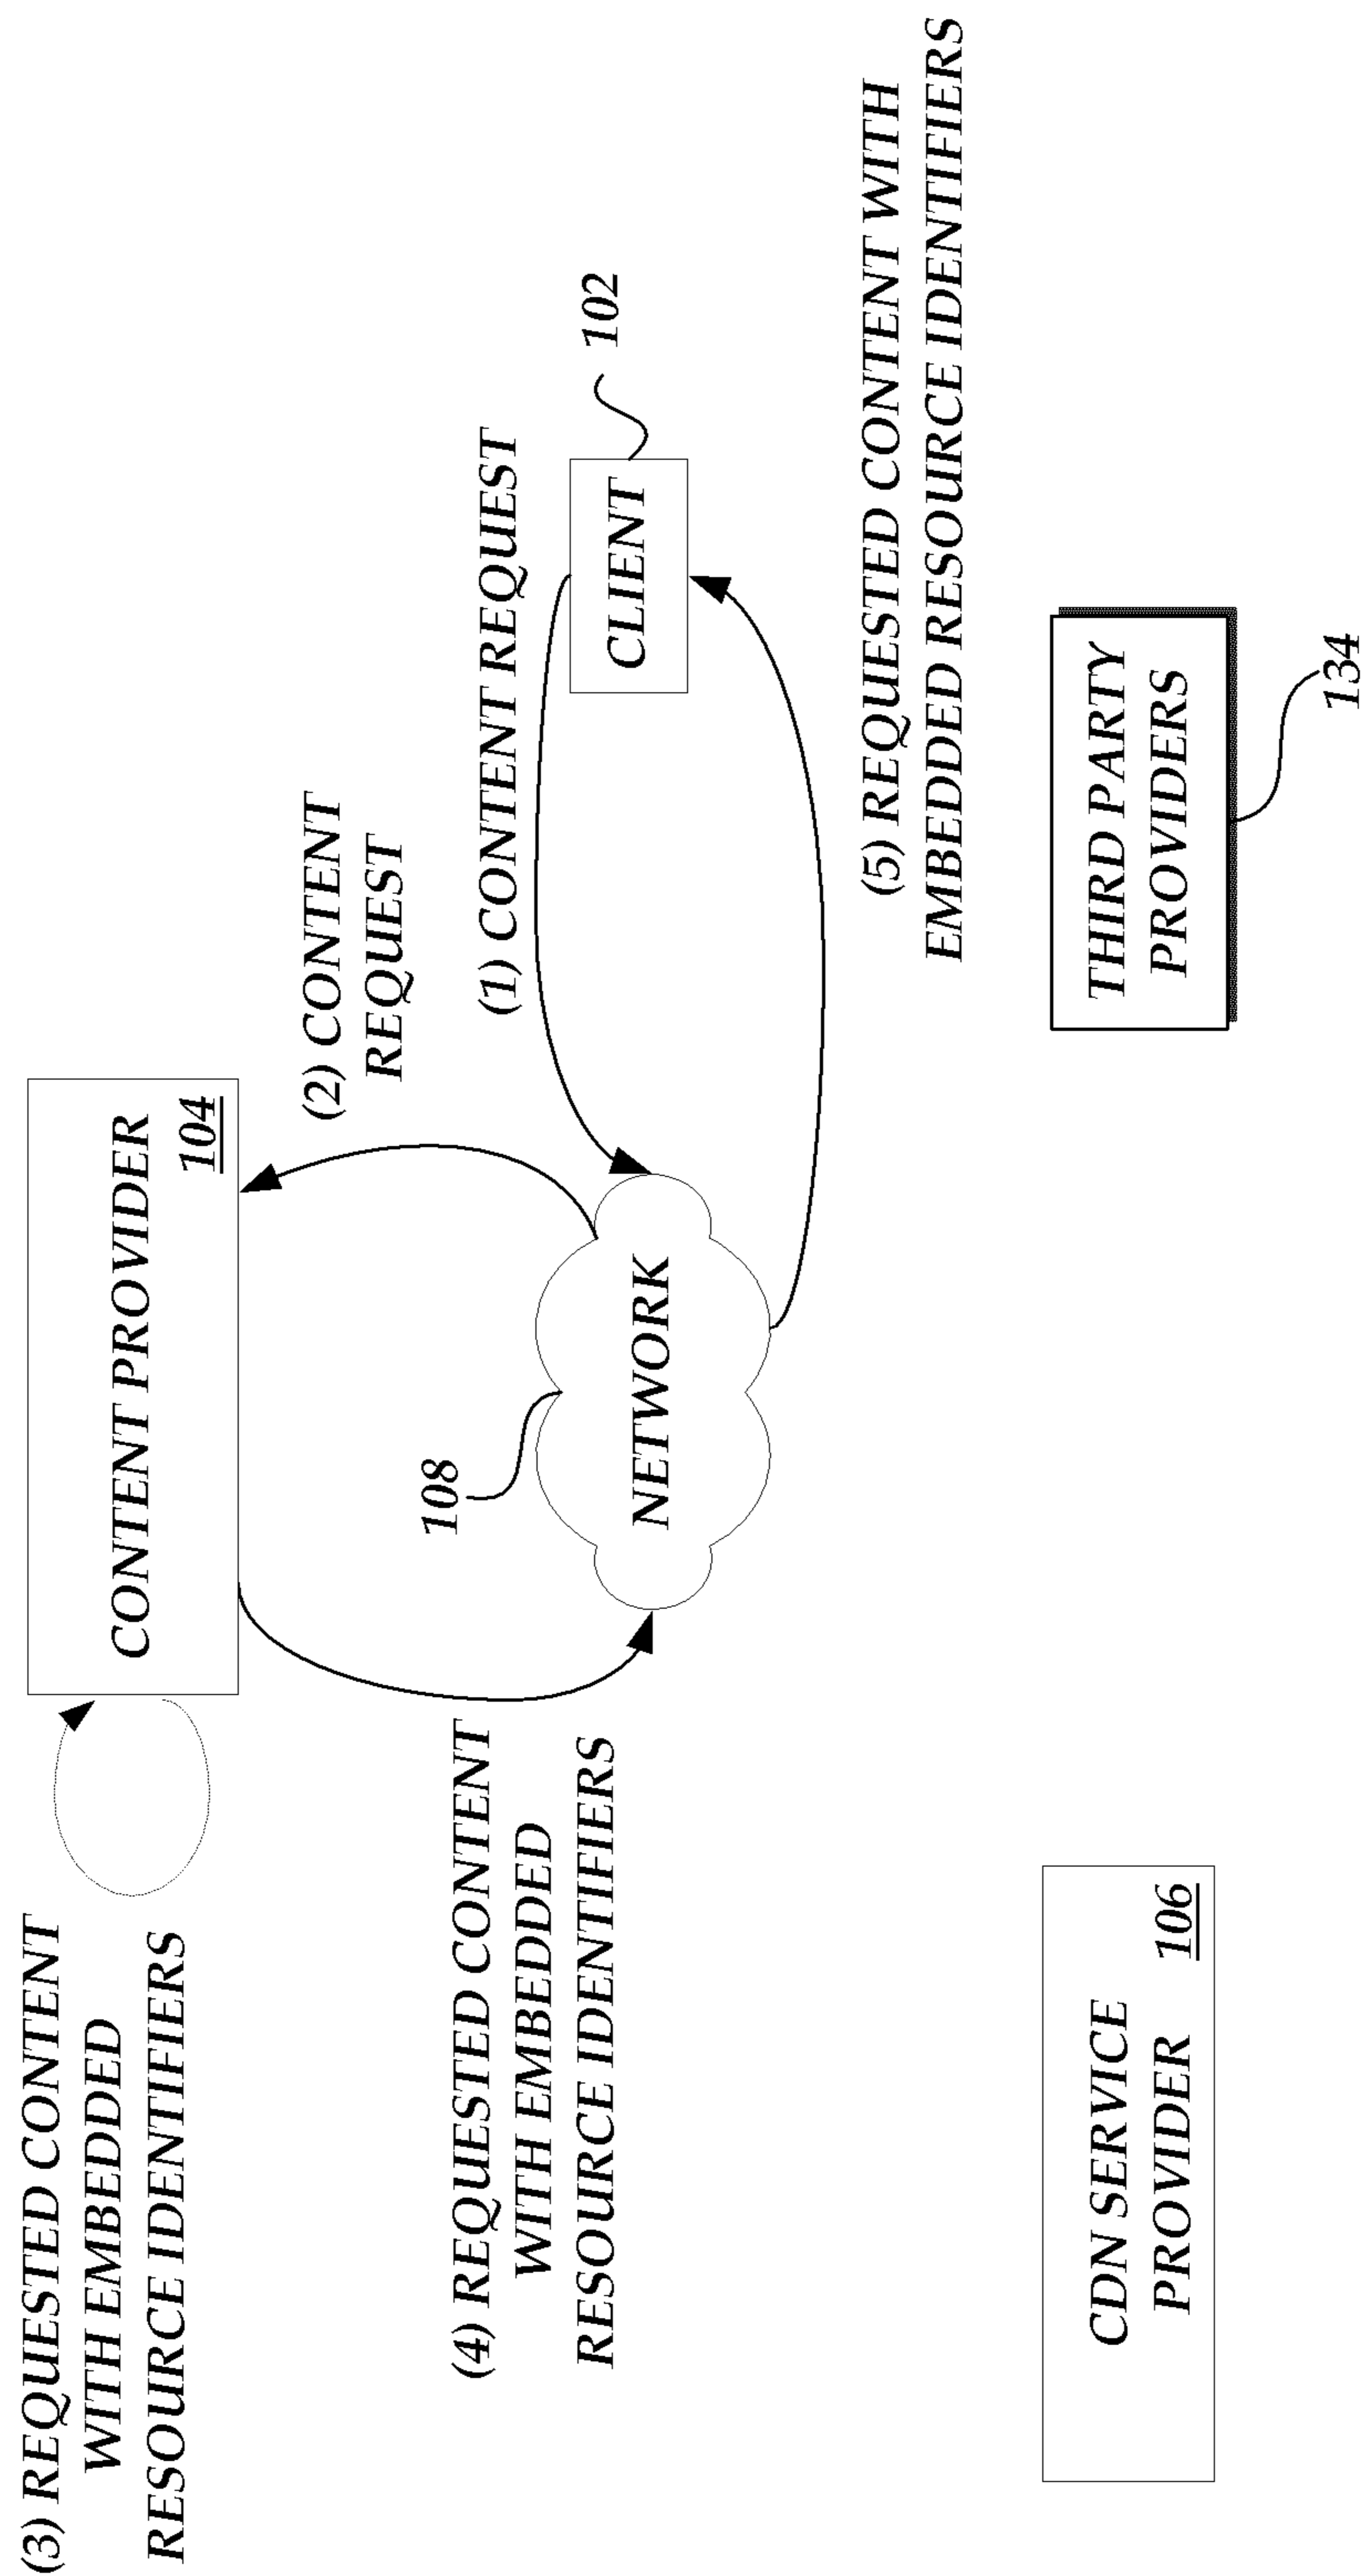 (3) REQUESTED CONTENT
WITH EMBEDDED
RESOURCE IDENTIFIERS
CONTENT PROVIDER
104
(2) CONTENT
REQUEST
(4) REQUESTED CONTENT
WITH EMBEDDED
RESOURCE IDENTIFIERS
108
(1) CONTENT REQUEST
NETWORK
CLIENT
102
(5) REQUESTED CONTENT WITH
EMBEDDED RESOURCE IDENTIFIERS
CDN SERVICE
PROVIDER
106
THIRD PARTY
PROVIDERS
134